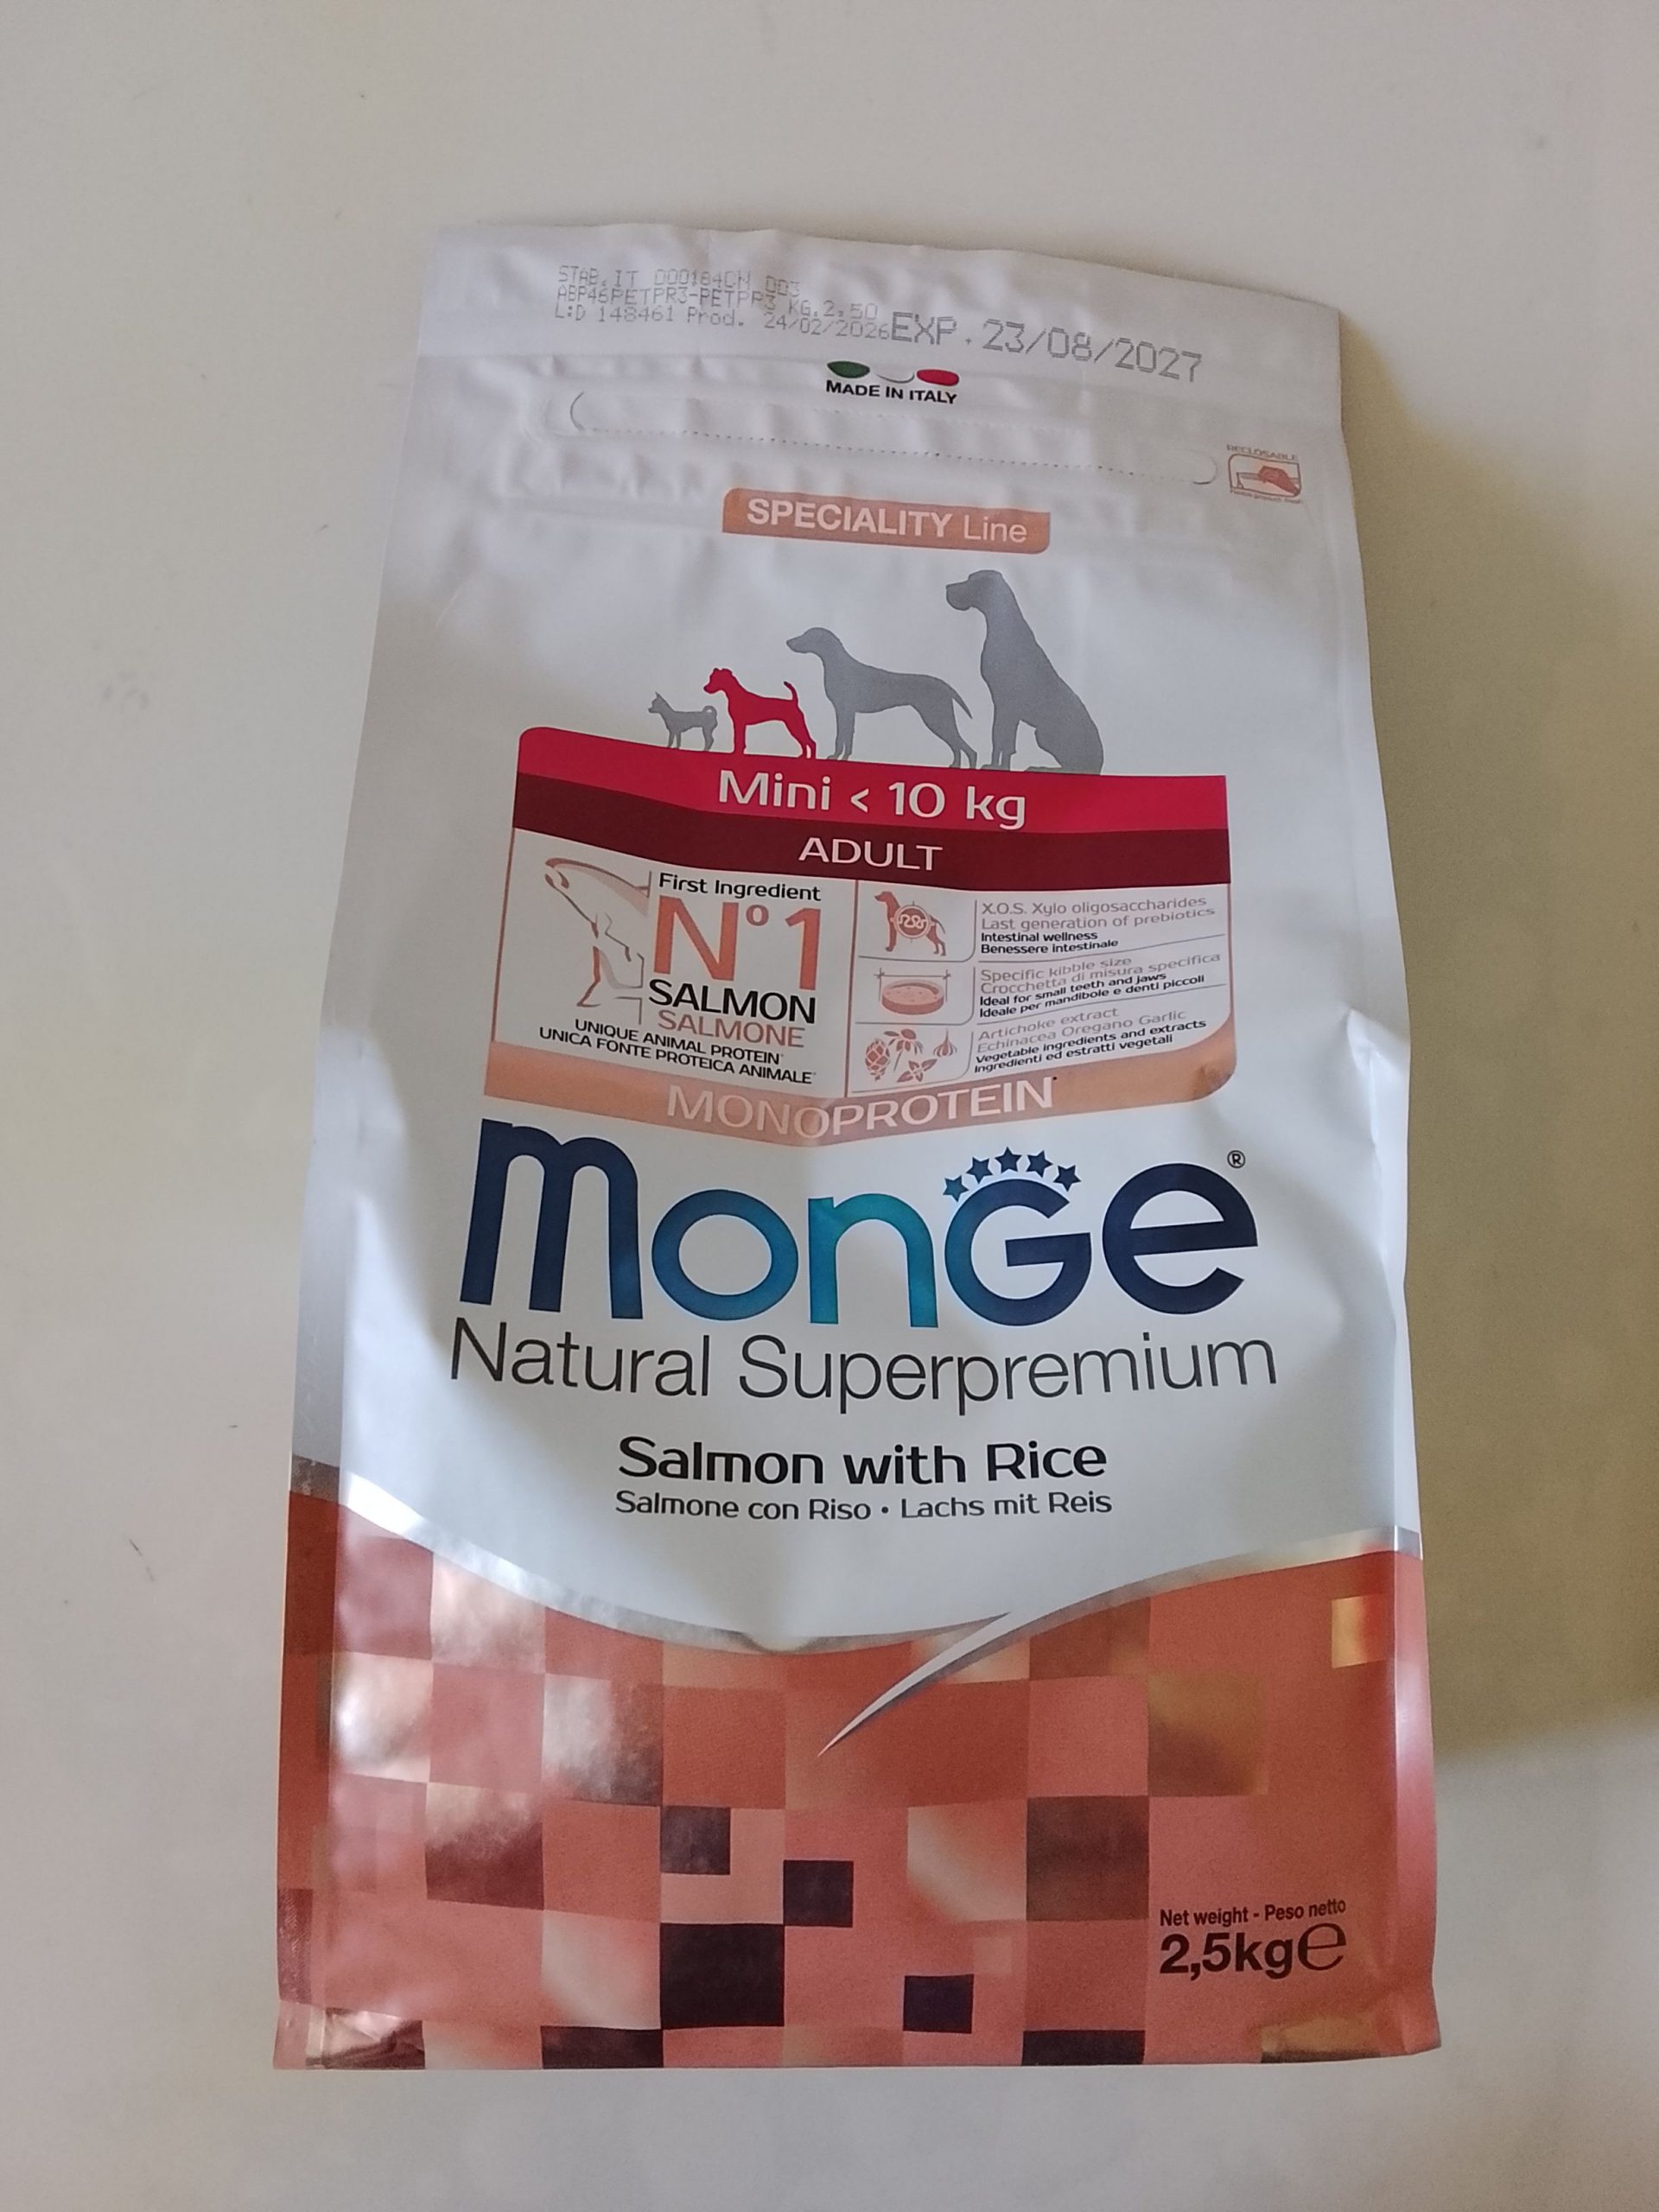 STAB.IT 000184CN 003
ABP46PETPR3-PETPR3 KG.2,50
L:D 148461 Prod. 24/02/2026 EXP. 23/08/2027
MADE IN ITALY
RECLOSABLE
SPECIALITY Line
Mini < 10 kg
ADULT
First Ingredient
N° 1
SALMON
SALMONE
UNIQUE ANIMAL PROTEIN*
UNICA FONTE PROTEICA ANIMALE*
X.O.S. Xylo oligosaccharides
Last generation of prebiotics
Intestinal wellness
Benessere intestinale
Specific kibble size
Crocchetta di misura specifica
Ideal for small teeth and jaws
Ideale per mandibole e denti piccoli
Artichoke extract
Echinacea Oregano Garlic
Vegetable ingredients and extracts
Ingredienti ed estratti vegetali
MONOPROTEIN*
monGe®
Natural Superpremium
Salmon with Rice
Salmone con Riso • Lachs mit Reis
Net weight - Peso netto
2,5kg℮